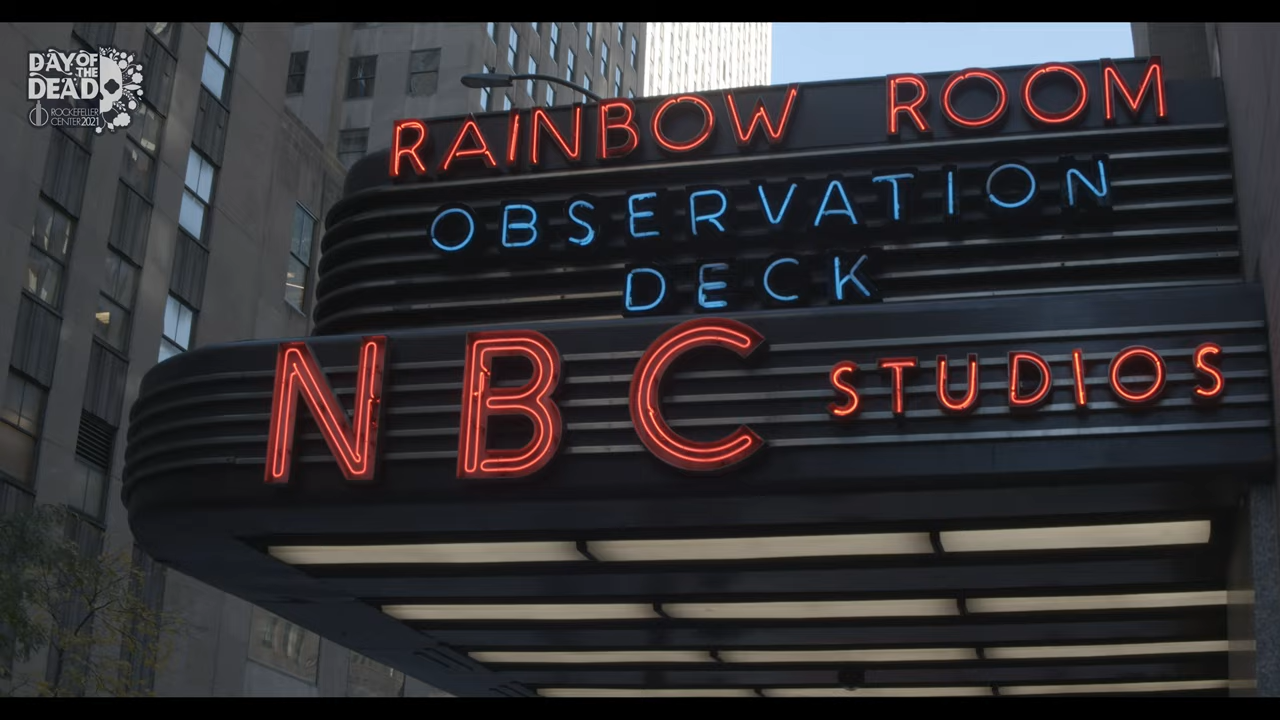 DAY OF
THE
DEAD
ROCKEFELLER
CENTER 2021
RAINBOW ROOM
OBSERVATION
DECK
NBC STUDIOS